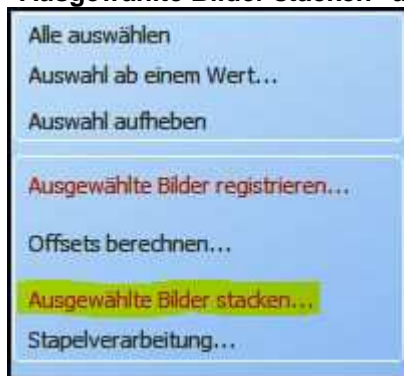 "Ausgewählte Bilder stacken"
Alle auswählen
Auswahl ab einem Wert...
Auswahl aufheben
Ausgewählte Bilder registrieren...
Offsets berechnen...
Ausgewählte Bilder stacken...
Stapelverarbeitung...